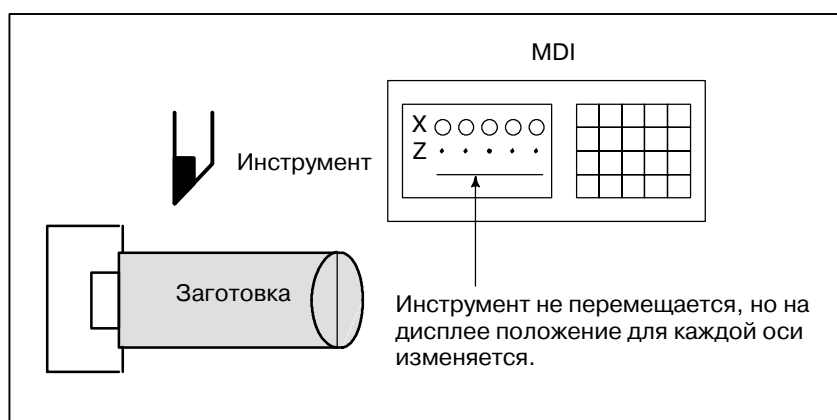 MDI
X
Z
Инструмент
Заготовка
Инструмент не перемещается, но на
дисплее положение для каждой оси
изменяется.